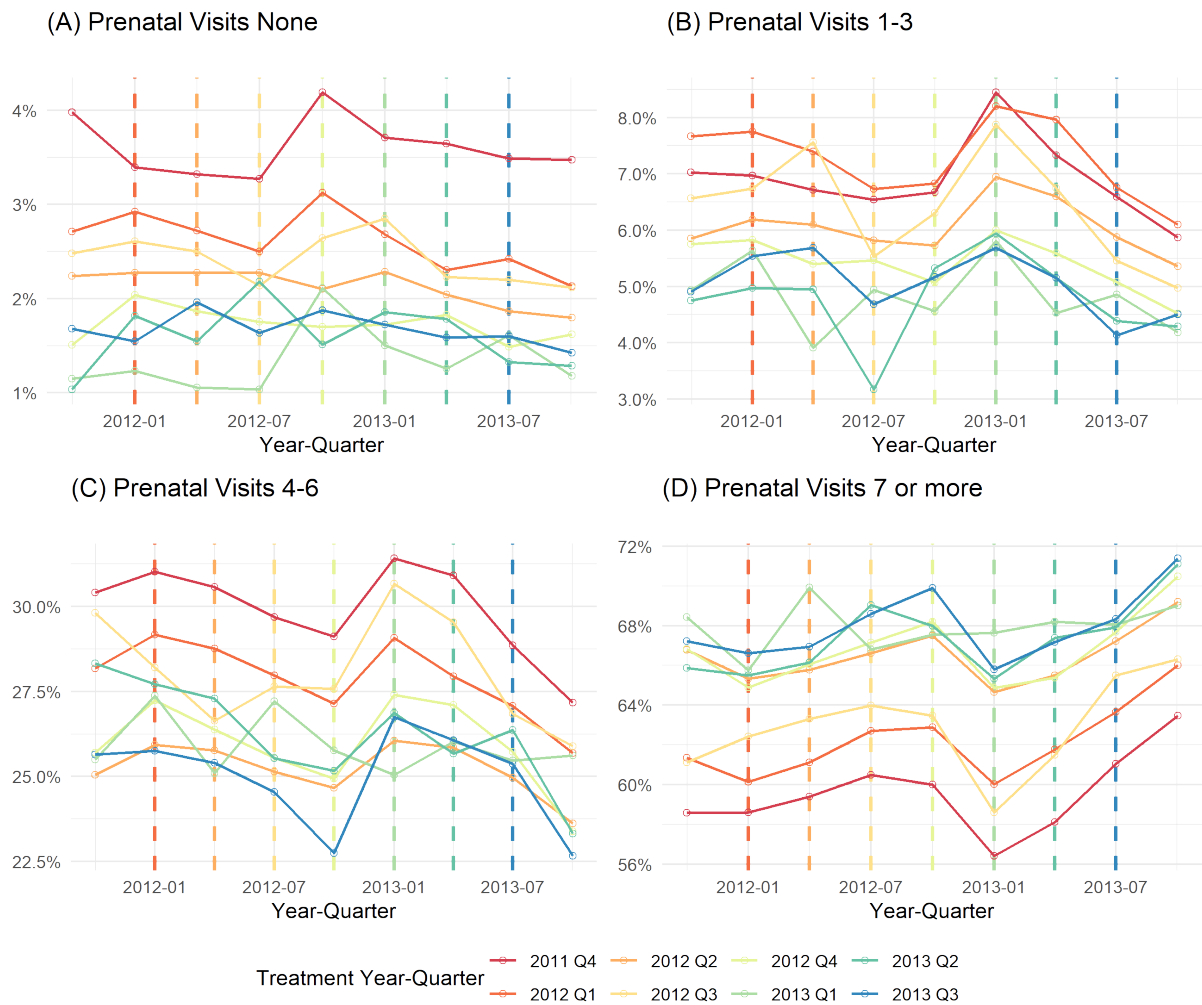 (A) Prenatal Visits None
4%
3%
2%
1%
2012-01 2012-07 2013-01 2013-07
Year-Quarter
(B) Prenatal Visits 1-3
8.0%
7.0%
6.0%
5.0%
4.0%
3.0%
2012-01 2012-07 2013-01 2013-07
Year-Quarter
(C) Prenatal Visits 4-6
30.0%
27.5%
25.0%
22.5%
2012-01 2012-07 2013-01 2013-07
Year-Quarter
(D) Prenatal Visits 7 or more
72%
68%
64%
60%
56%
2012-01 2012-07 2013-01 2013-07
Year-Quarter
Treatment Year-Quarter
2011 Q4 2012 Q2 2012 Q4 2013 Q2
2012 Q1 2012 Q3 2013 Q1 2013 Q3